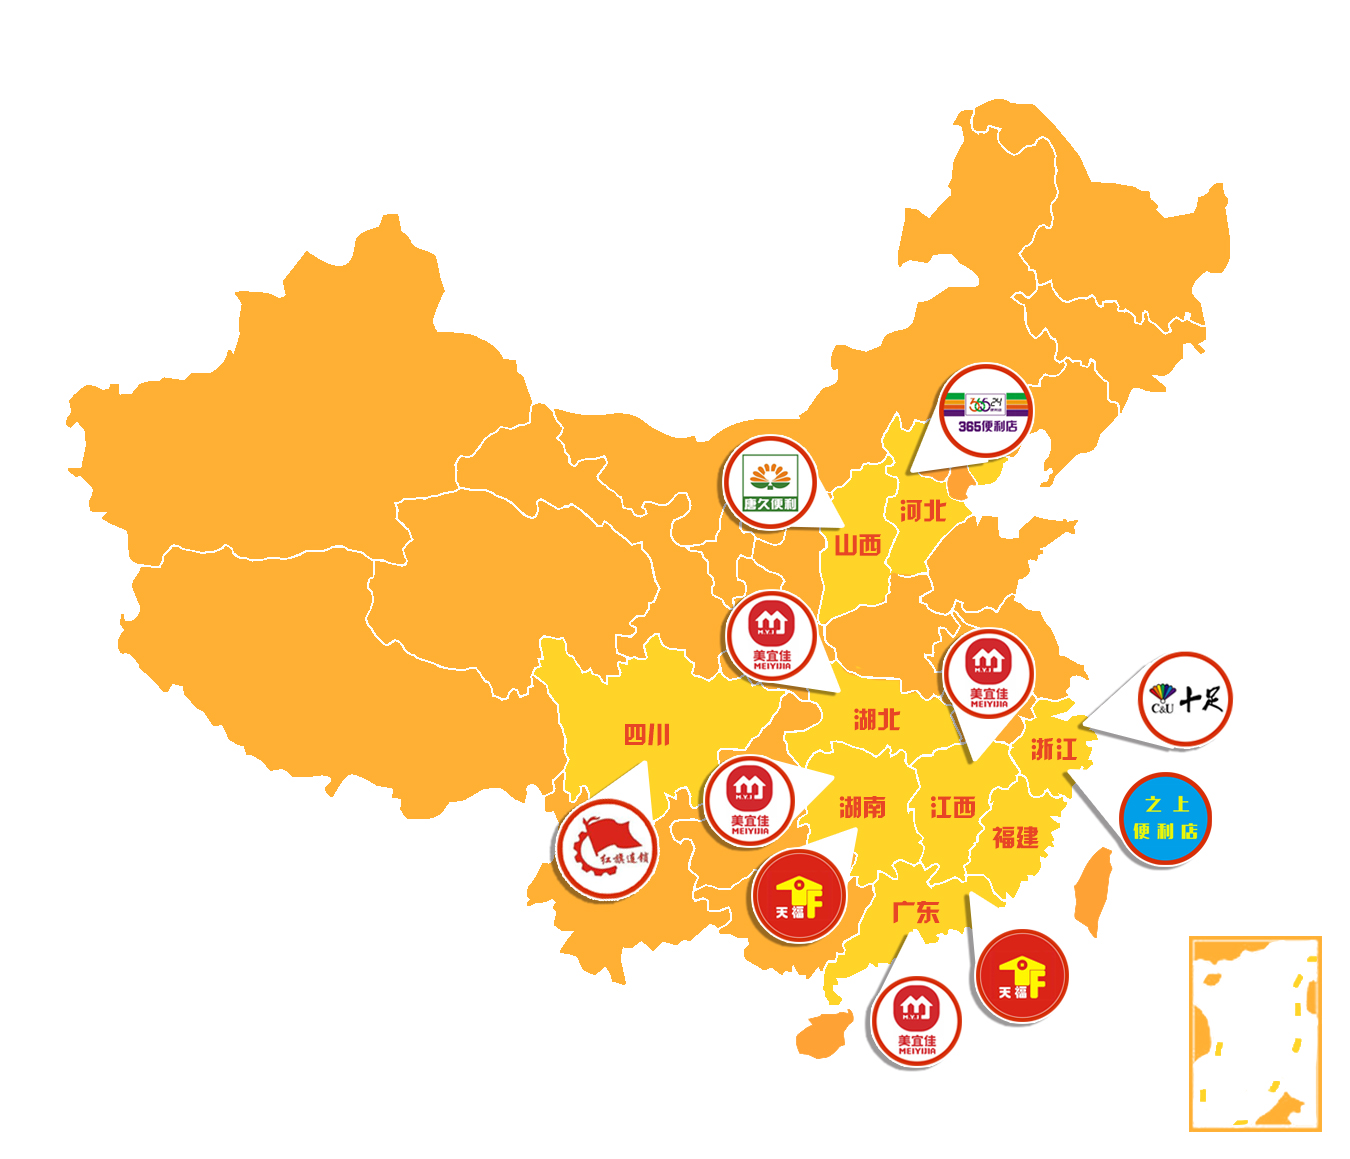 365 24
365便利店
唐久便利
河北
山西
M.Y.J
美宜佳
MEIYIJIA
M.Y.J
美宜佳
MEIYIJIA
C&U 十足
湖北
四川
浙江
M.Y.J
美宜佳
MEIYIJIA
湖南
江西
之上
便利店
福建
红旗连锁
天福
F
广东
天福
F
M.Y.J
美宜佳
MEIYIJIA